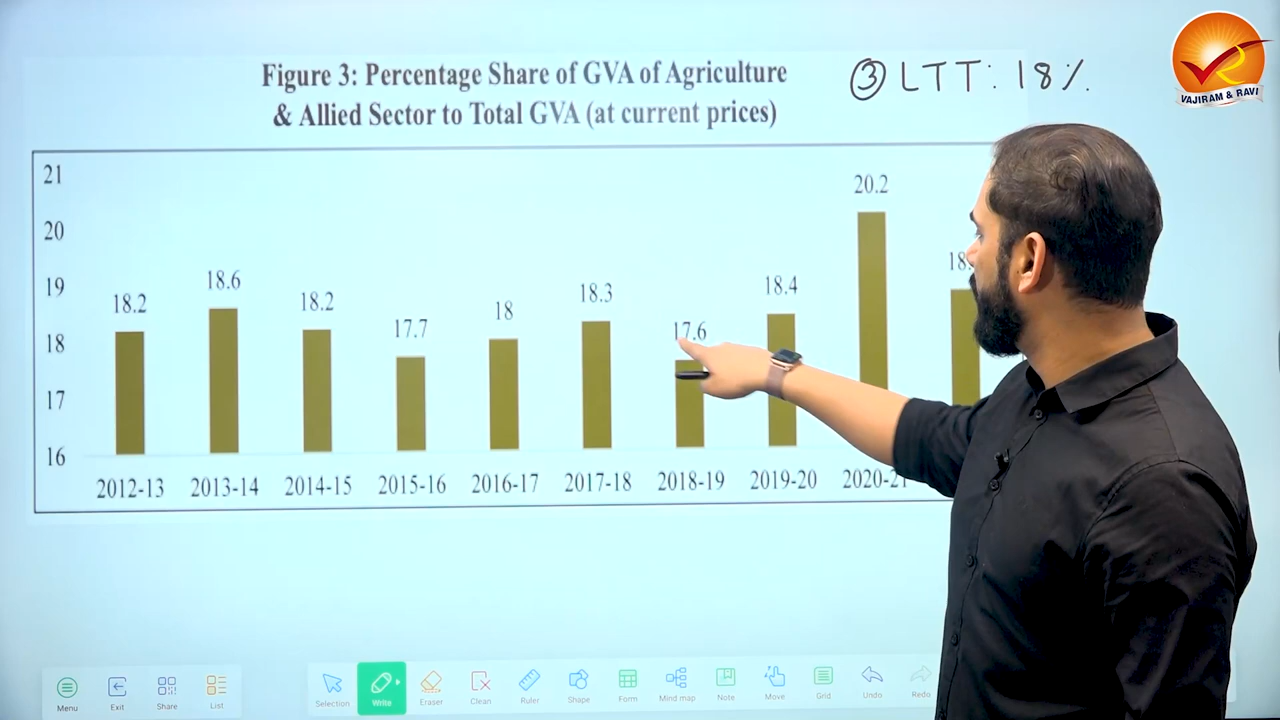 Figure 3: Percentage Share of GVA of Agriculture
& Allied Sector to Total GVA (at current prices)
③ LTT: 18%.
VAJIRAM & RAVI
21
20
19
18
17
16
18.2
18.6
18.2
17.7
18
18.3
17.6
18.4
20.2
18.
2012-13
2013-14
2014-15
2015-16
2016-17
2017-18
2018-19
2019-20
2020-21
Menu
Exit
Share
List
Selection
Write
Eraser
Clean
Ruler
Shape
Form
Mind map
Note
Move
Grid
Undo
Redo